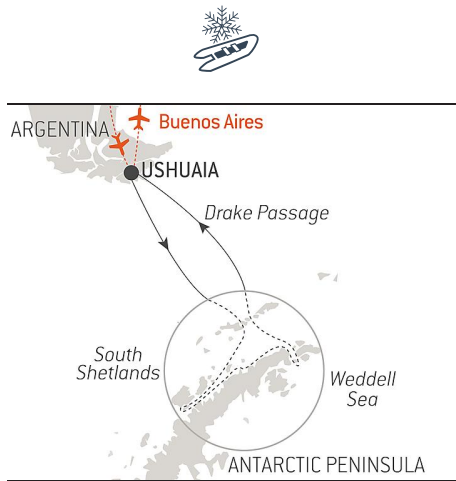 ARGENTINA
Buenos Aires
USHUAIA
Drake Passage
South
Shetlands
Weddell
Sea
ANTARCTIC PENINSULA